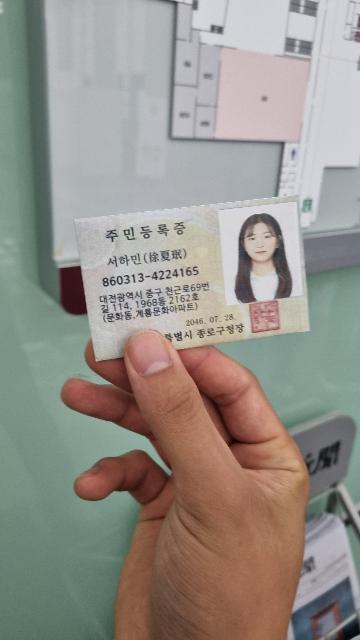 주민등록증
서하민(徐夏珉)
860313-4224165
대전광역시 중구 천근로69번
길 114, 1968동 2162호
(문화동,계룡문화아파트)
2046. 07. 28.
특별시 종로구청장